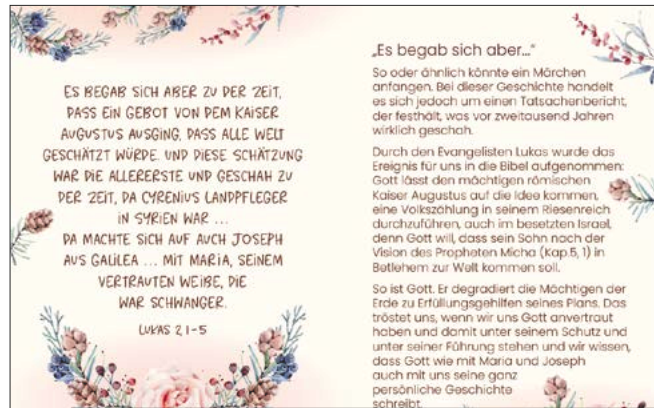 ES BEGAB SICH ABER ZU DER ZEIT,
DASS EIN GEBOT VON DEM KAISER
AUGUSTUS AUSGING, DASS ALLE WELT
GESCHÄTZT WÜRDE. UND DIESE SCHÄTZUNG
WAR DIE ALLERERSTE UND GESCHAH ZU
DER ZEIT, DA CYRENIUS LANDPFLEGER
IN SYRIEN WAR ...
DA MACHTE SICH AUF AUCH JOSEPH
AUS GALILEA ... MIT MARIA, SEINEM
VERTRAUTEN WEIBE, DIE
WAR SCHWANGER.
LUKAS 2,1–5
„Es begab sich aber..."
So oder ähnlich könnte ein Märchen
anfangen. Bei dieser Geschichte handelt
es sich jedoch um einen Tatsachenbericht,
der festhält, was vor zweitausend Jahren
wirklich geschah.
Durch den Evangelisten Lukas wurde das
Ereignis für uns in die Bibel aufgenommen:
Gott lässt den mächtigen römischen
Kaiser Augustus auf die Idee kommen,
eine Volkszählung in seinem Riesenreich
durchzuführen, auch im besetzten Israel,
denn Gott will, dass sein Sohn nach der
Vision des Propheten Micha (Kap.5, 1) in
Betlehem zur Welt kommen soll.
So ist Gott. Er degradiert die Mächtigen der
Erde zu Erfüllungsgehilfen seines Plans. Das
tröstet uns, wenn wir uns Gott anvertraut
haben und damit unter seinem Schutz und
unter seiner Führung stehen und wir wissen,
dass Gott wie mit Maria und Joseph
auch mit uns seine ganz
persönliche Geschichte
schreibt.